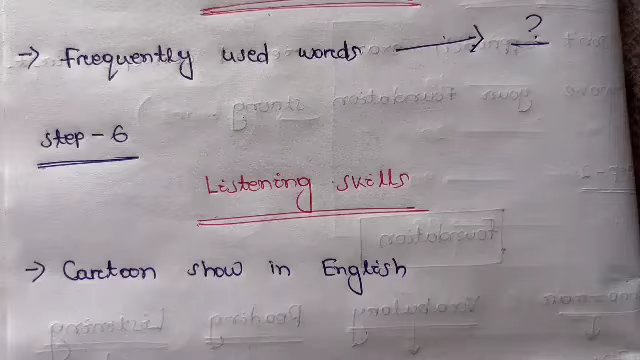 → Frequently used words → ?
step - 6
Listening skills
→ Cartoon show in English